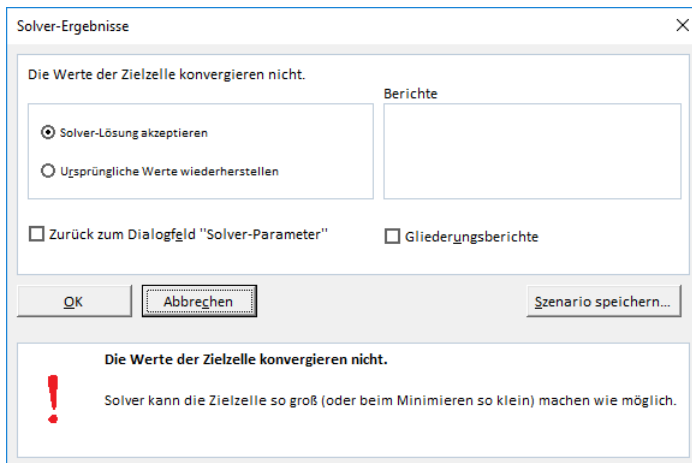 Solver-Ergebnisse
Die Werte der Zielzelle konvergieren nicht.
Berichte
Solver-Lösung akzeptieren
Ursprüngliche Werte wiederherstellen
Zurück zum Dialogfeld "Solver-Parameter"
Gliederungsberichte
OK
Abbrechen
Szenario speichern...
Die Werte der Zielzelle konvergieren nicht.
Solver kann die Zielzelle so groß (oder beim Minimieren so klein) machen wie möglich.